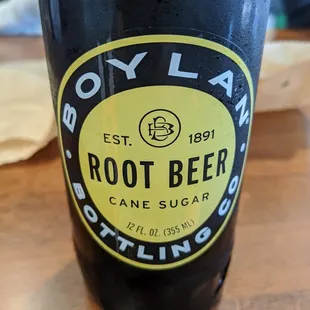 BOYLAN
EST. 1891
ROOT BEER
CANE SUGAR
12 FL. OZ. (355 ML)
BOTTLING CO.